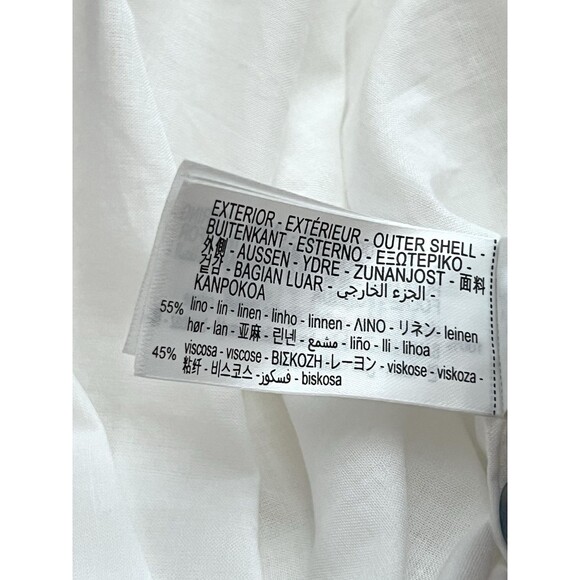 EXTERIOR - EXTÉRIEUR - OUTER SHELL -
BUITENKANT - ESTERNO - ΕΞΩΤΕΡΙΚΟ -
外側 - AUSSEN - YDRE - ZUNANJOST - 面料
겉감 - BAGIAN LUAR - الجزء الخارجي -
KANPOKOA
55% lino - lin - linen - linho - linnen - ΛΙΝΟ - リネン- leinen
hør - lan - 亚麻 - 린넨 - مشمع - liño - lli - lihoa
45% viscosa - viscose - ΒΙΣΚΟΖΗ -レーヨン - viskose - viskoza -
粘纤 - 비스코스 - فسكوز - biskosa